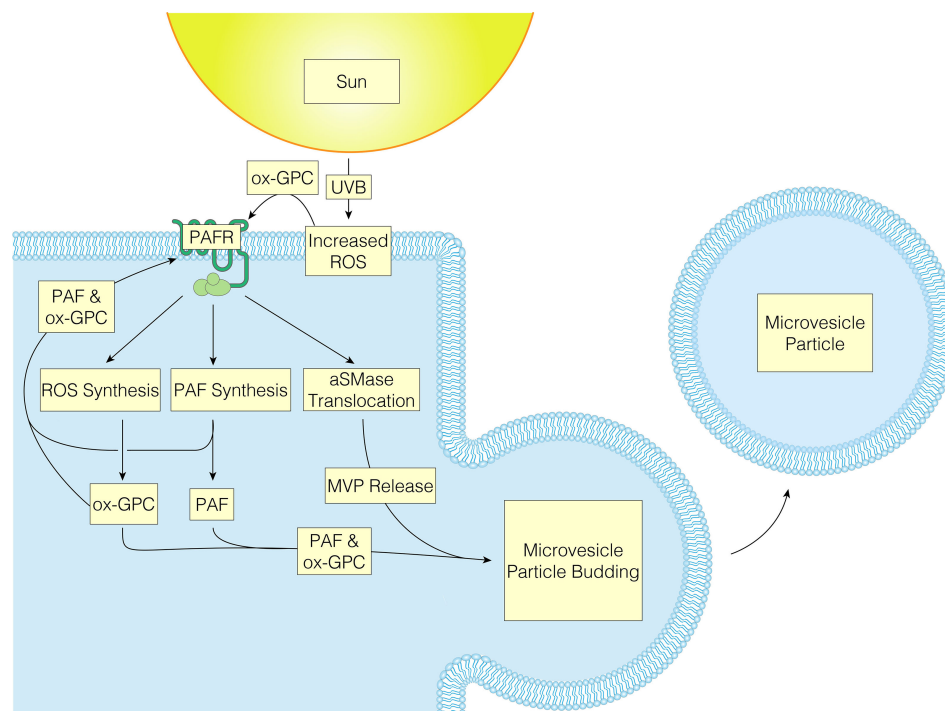 Sun
ox-GPC
UVB
PAFR
Increased
ROS
PAF &
ox-GPC
Microvesicle
Particle
ROS Synthesis
PAF Synthesis
aSMase
Translocation
MVP Release
ox-GPC
PAF
PAF &
ox-GPC
Microvesicle
Particle Budding